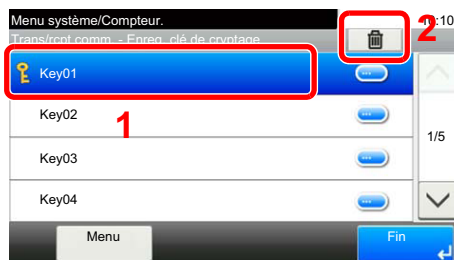 Menu système/Compteur.
:10
2
Trans/rcpt comm. - Enreg. clé de cryptage
Key01
Key02
1
1/5
Key03
Key04
Menu
Fin